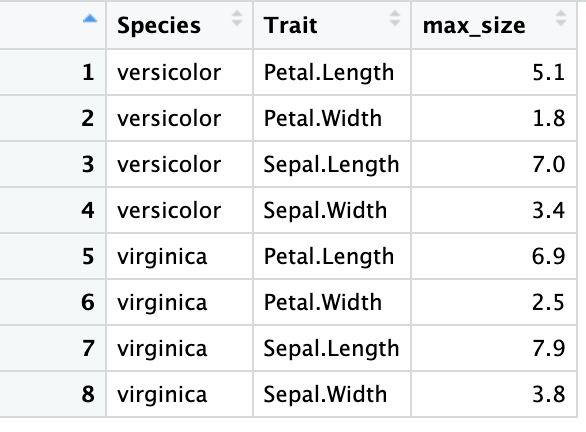 Species Trait max_size
1 versicolor Petal.Length 5.1
2 versicolor Petal.Width 1.8
3 versicolor Sepal.Length 7.0
4 versicolor Sepal.Width 3.4
5 virginica Petal.Length 6.9
6 virginica Petal.Width 2.5
7 virginica Sepal.Length 7.9
8 virginica Sepal.Width 3.8